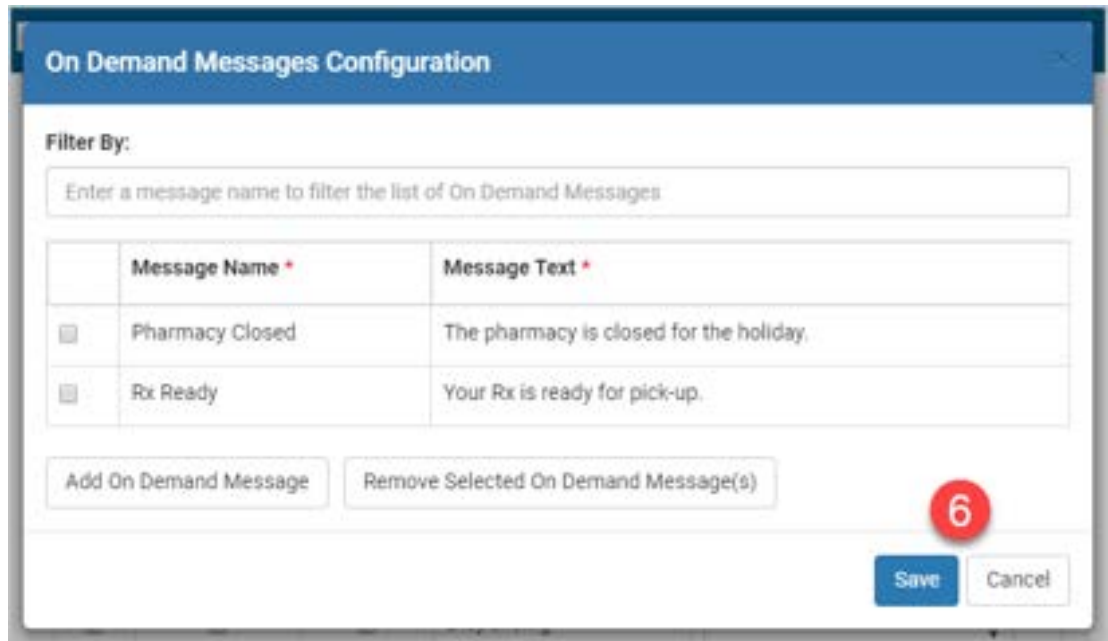 On Demand Messages Configuration
Filter By:
Enter a message name to filter the list of On Demand Messages
Message Name * Message Text *
Pharmacy Closed The pharmacy is closed for the holiday.
Rx Ready Your Rx is ready for pick-up.
Add On Demand Message Remove Selected On Demand Message(s)
6
Save Cancel